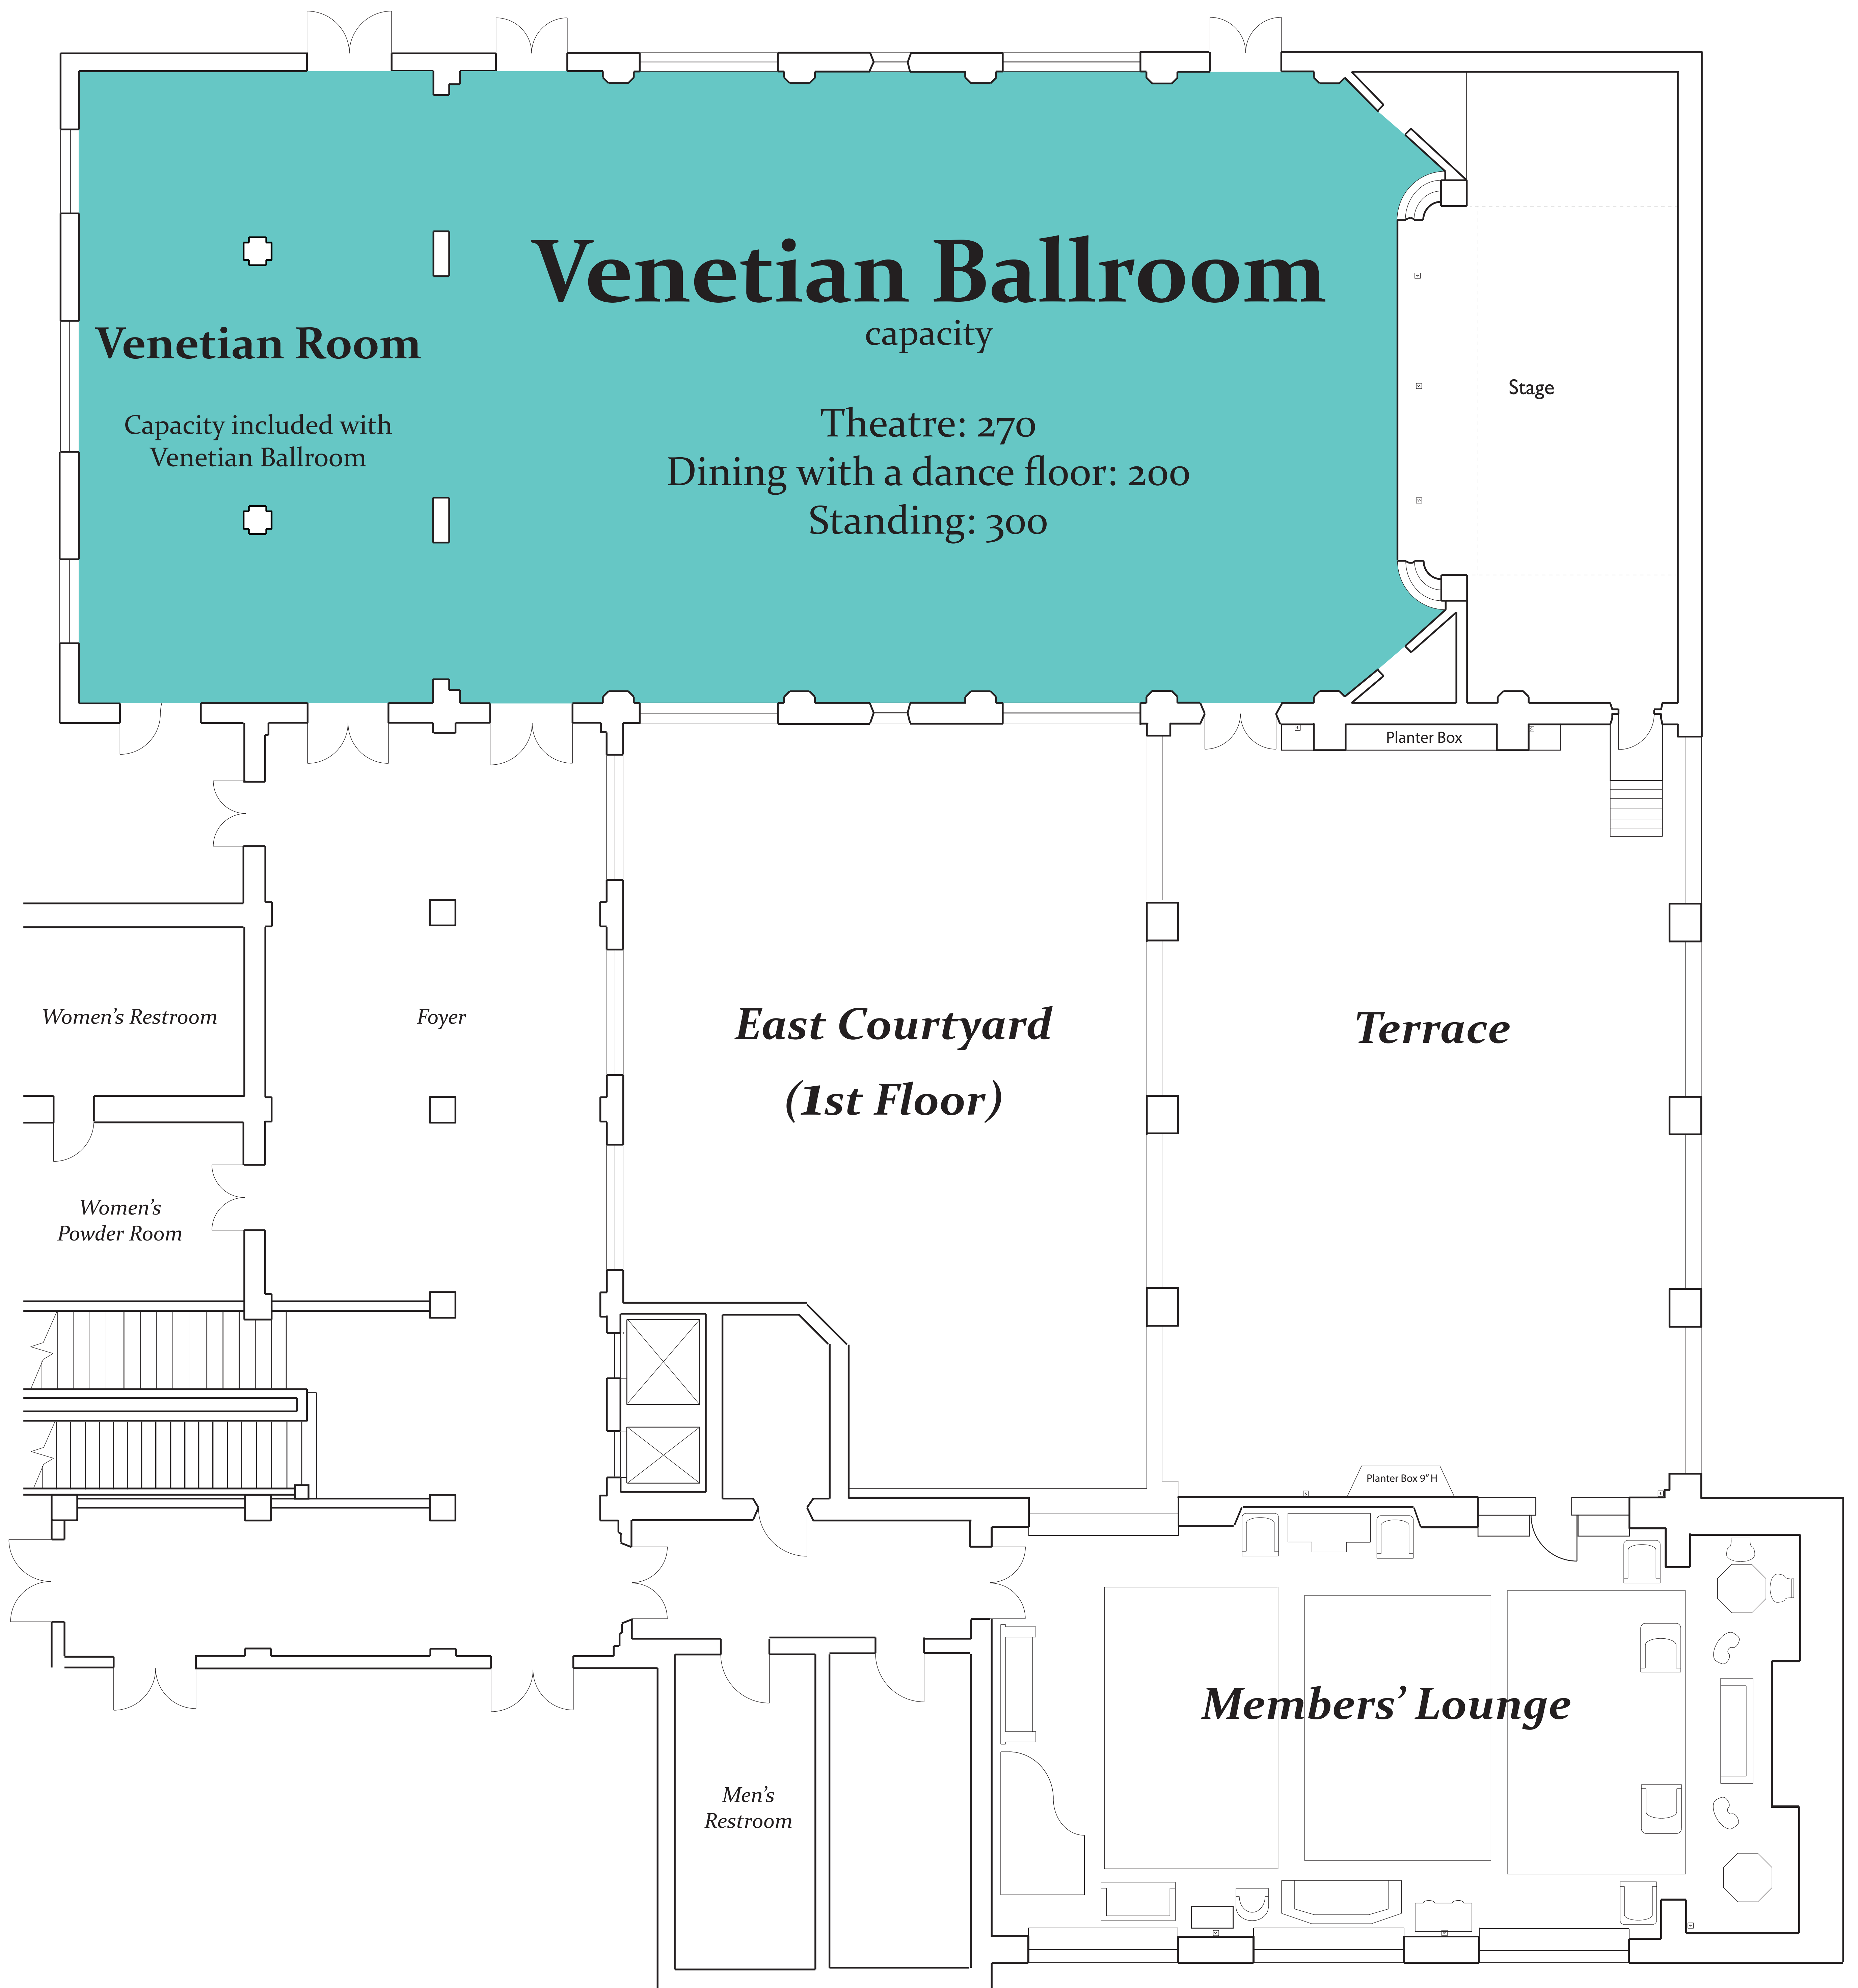 Venetian Ballroom
capacity
Venetian Room
Capacity included with
Venetian Ballroom
Theatre: 270
Dining with a dance floor: 200
Standing: 300
Stage
Planter Box
Women's Restroom
Foyer
East Courtyard
(1st Floor)
Terrace
Women's
Powder Room
Planter Box 9" H
Members' Lounge
Men's
Restroom